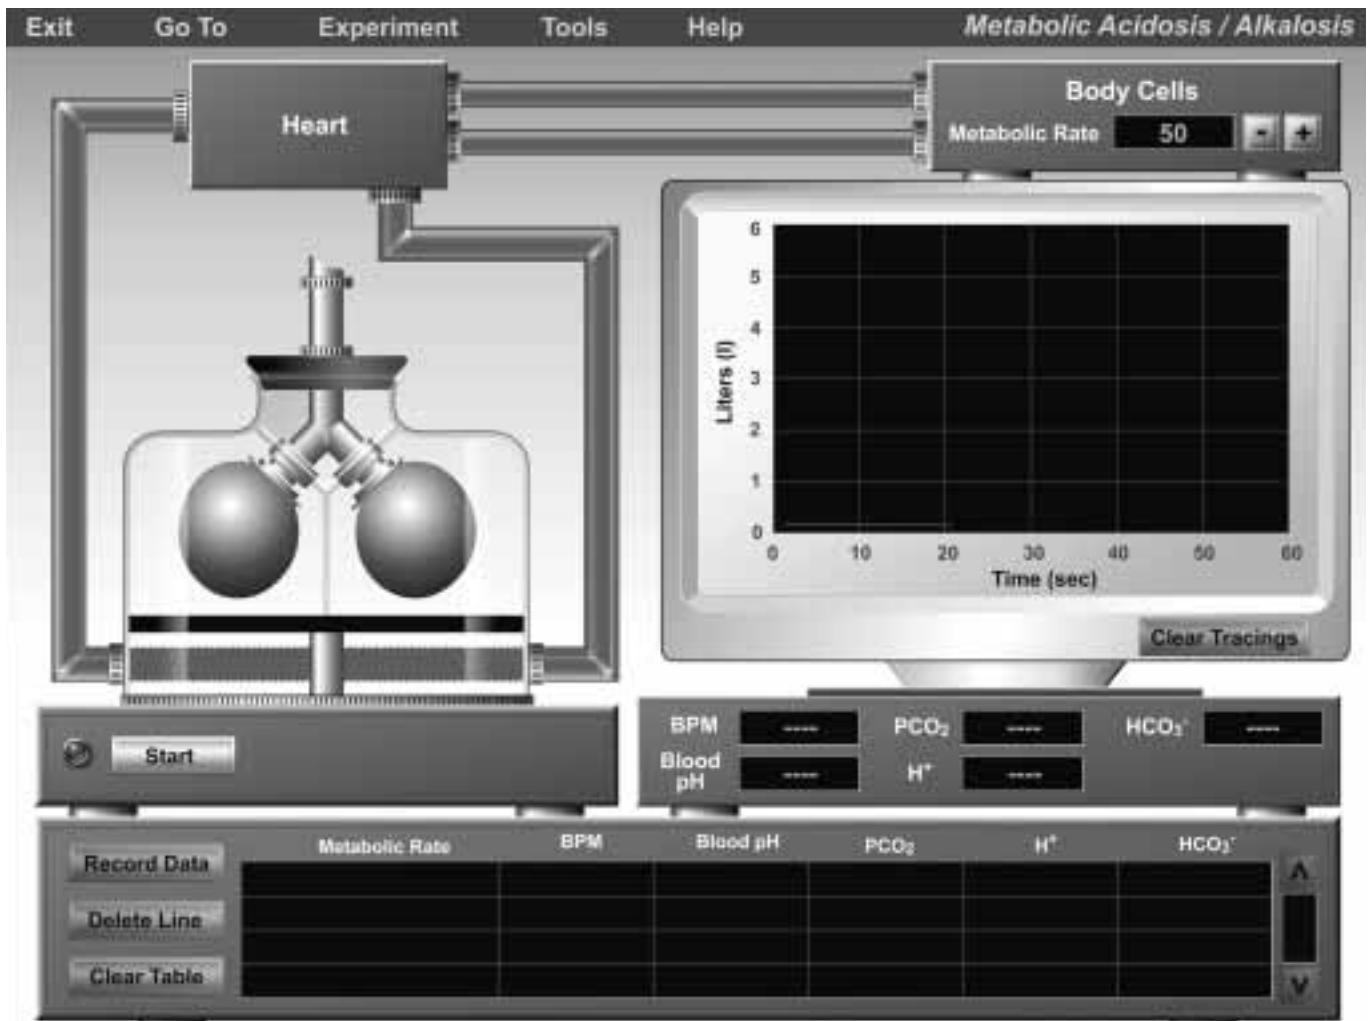 Exit Go To Experiment Tools Help Metabolic Acidosis / Alkalosis
Heart
Body Cells
Metabolic Rate 50 - +
6
5
4
3
2
1
0
Liters (l)
0 10 20 30 40 50 60
Time (sec)
Clear Tracings
Start
BPM ---- PCO₂ ---- HCO₃⁻ ----
Blood pH ---- H⁺ ----
Metabolic Rate BPM Blood pH PCO₂ H⁺ HCO₃⁻
Record Data
Delete Line
Clear Table